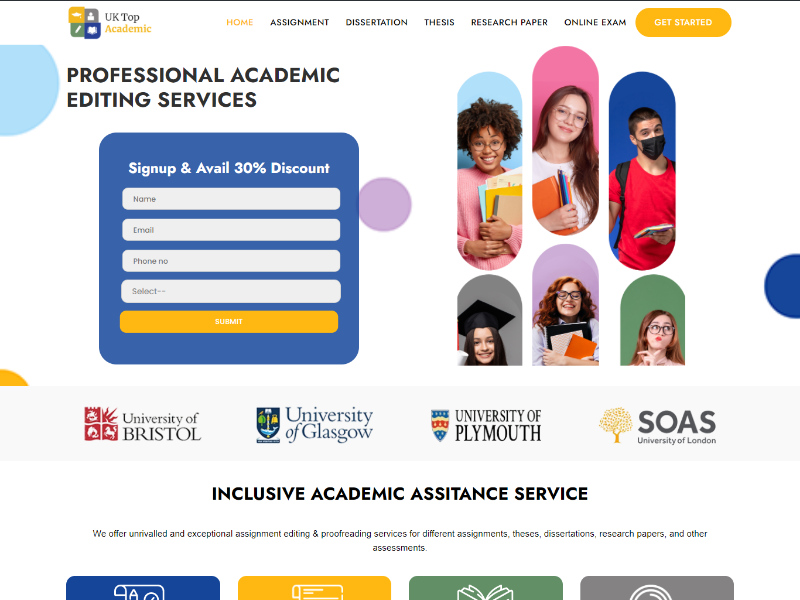 UK Top
Academic
HOME
ASSIGNMENT
DISSERTATION
THESIS
RESEARCH PAPER
ONLINE EXAM
GET STARTED
PROFESSIONAL ACADEMIC
EDITING SERVICES
Signup & Avail 30% Discount
Name
Email
Phone no
Select--
SUBMIT
University of
BRISTOL
University
of Glasgow
UNIVERSITY OF
PLYMOUTH
SOAS
University of London
INCLUSIVE ACADEMIC ASSITANCE SERVICE
We offer unrivalled and exceptional assignment editing & proofreading services for different assignments, theses, dissertations, research papers, and other
assessments.